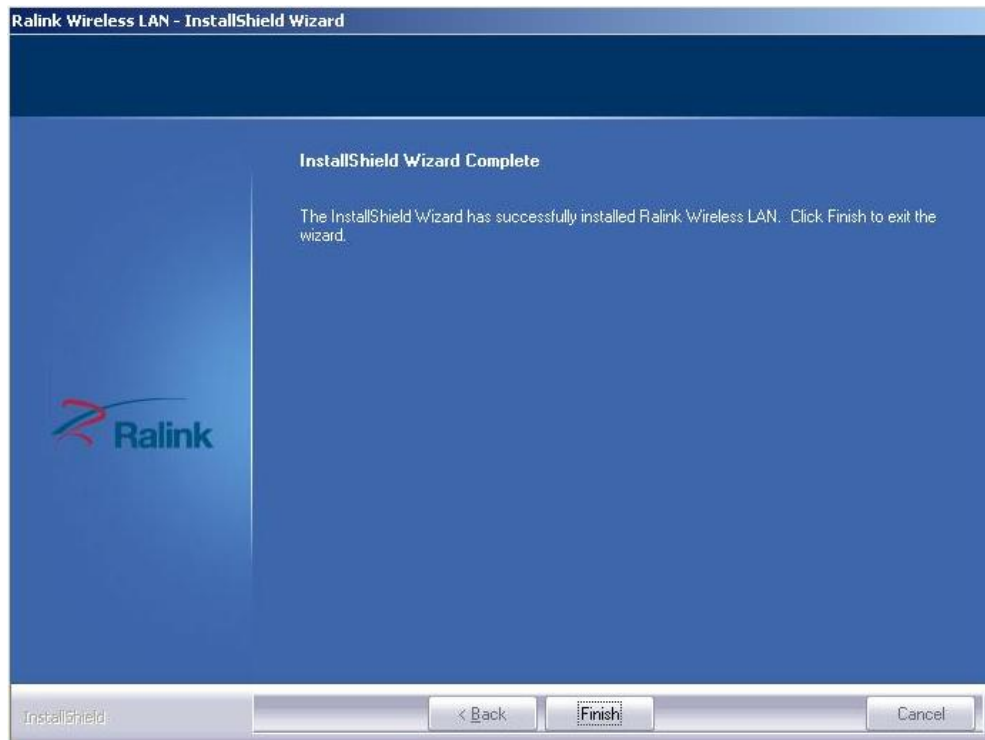 Ralink Wireless LAN - InstallShield Wizard
InstallShield Wizard Complete
The InstallShield Wizard has successfully installed Ralink Wireless LAN. Click Finish to exit the
wizard.
Ralink
InstallShield
< Back
Finish
Cancel